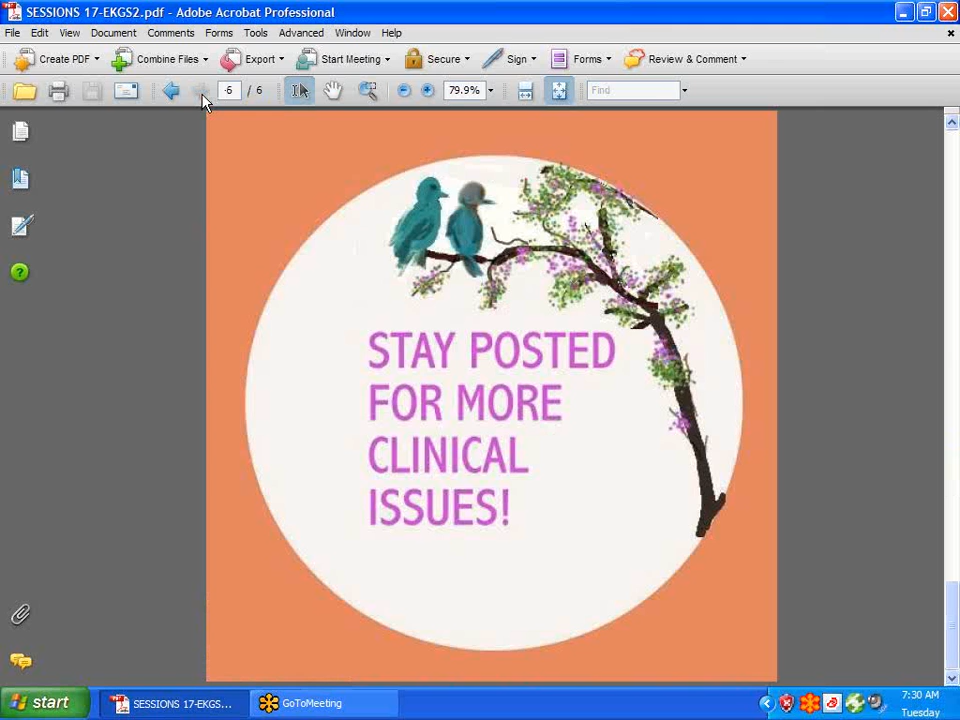 SESSIONS 17-EKGS2.pdf - Adobe Acrobat Professional
File Edit View Document Comments Forms Tools Advanced Window Help
Create PDF Combine Files Export Start Meeting Secure Sign Forms Review & Comment
6 / 6 79.9% Find
STAY POSTED
FOR MORE
CLINICAL
ISSUES!
start SESSIONS 17-EKGS... GoToMeeting 7:30 AM
Tuesday